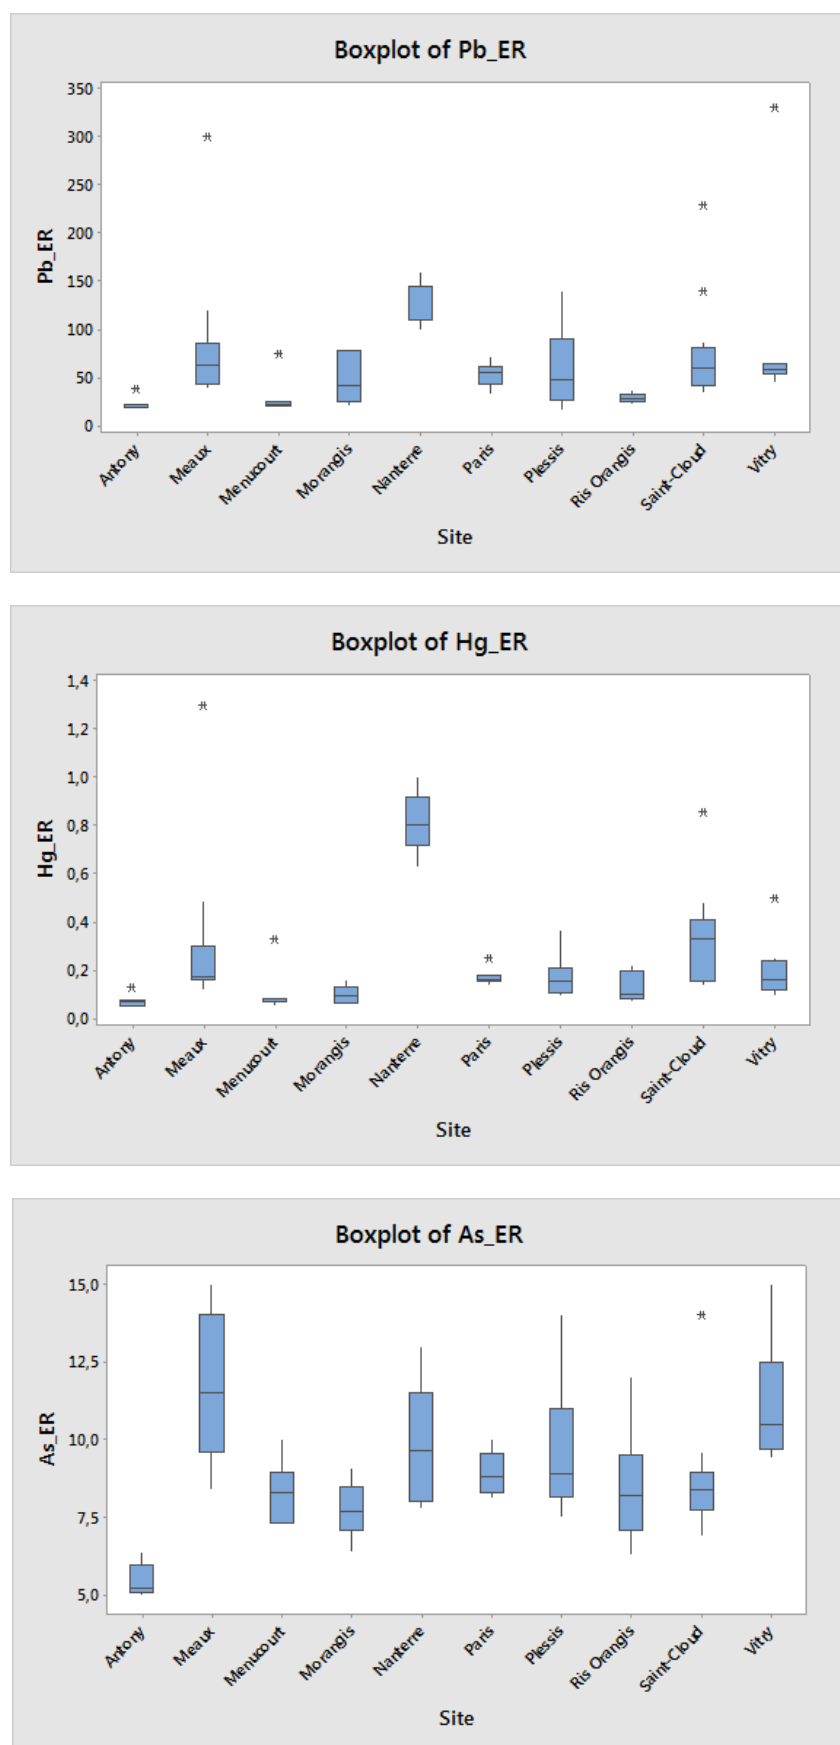 Boxplot of Pb_ER
350
300
250
200
150
100
50
0
Pb_ER
Antony
Meaux
Menucourt
Morangis
Nanterre
Paris
Plessis
Ris Orangis
Saint-Cloud
Vitry
Site
Boxplot of Hg_ER
1,4
1,2
1,0
0,8
0,6
0,4
0,2
0,0
Hg_ER
Antony
Meaux
Menucourt
Morangis
Nanterre
Paris
Plessis
Ris Orangis
Saint-Cloud
Vitry
Site
Boxplot of As_ER
15,0
12,5
10,0
7,5
5,0
As_ER
Antony
Meaux
Menucourt
Morangis
Nanterre
Paris
Plessis
Ris Orangis
Saint-Cloud
Vitry
Site